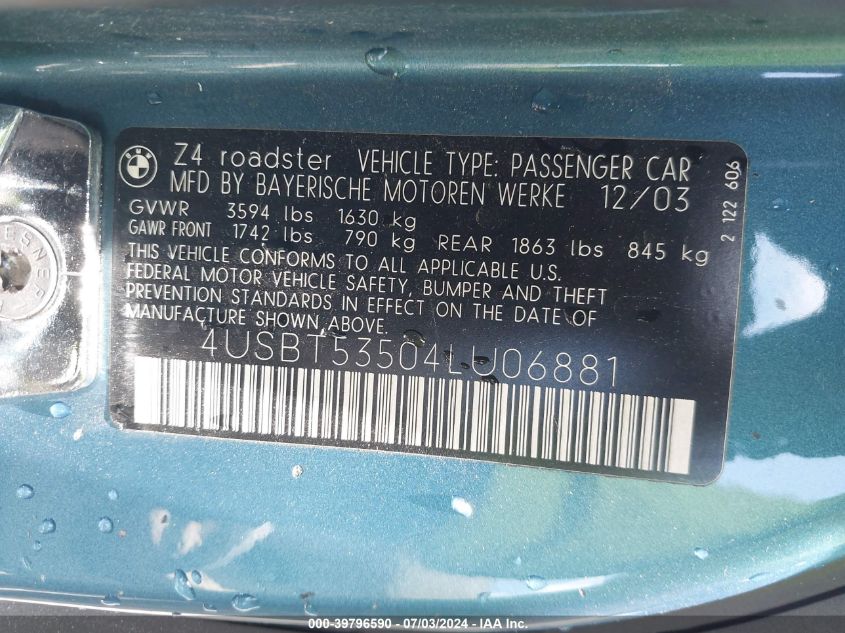 Z4 roadster VEHICLE TYPE: PASSENGER CAR
MFD BY BAYERISCHE MOTOREN WERKE 12/03
GVWR 3594 lbs 1630 kg
GAWR FRONT 1742 lbs 790 kg REAR 1863 lbs 845 kg
THIS VEHICLE CONFORMS TO ALL APPLICABLE U.S.
FEDERAL MOTOR VEHICLE SAFETY, BUMPER AND THEFT
PREVENTION STANDARDS IN EFFECT ON THE DATE OF
MANUFACTURE SHOWN ABOVE.
4USBT53504LU06881
2 122 606
000-39796590 - 07/03/2024 - IAA Inc.